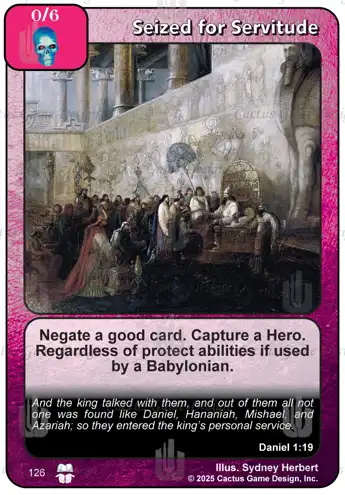 0/6
Seized for Servitude
Negate a good card. Capture a Hero.
Regardless of protect abilities if used
by a Babylonian.
And the king talked with them, and out of them all not
one was found like Daniel, Hananiah, Mishael, and
Azariah; so they entered the king's personal service.
Daniel 1:19
Illus. Sydney Herbert
126
© 2025 Cactus Game Design, Inc.